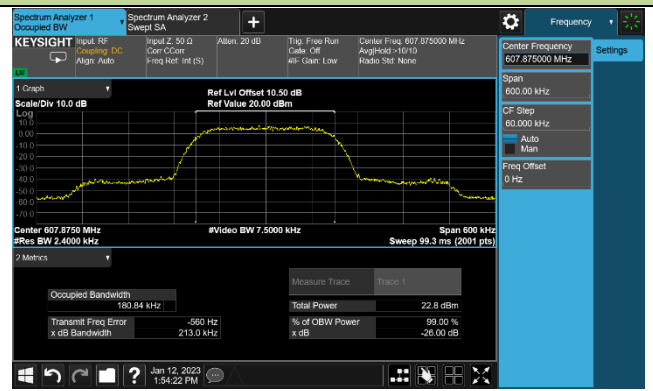 Spectrum Analyzer 1
Occupied BW
Spectrum Analyzer 2
Swept SA
+
Frequency
KEYSIGHT
Input: RF
Coupling: DC
Align: Auto
Input Z: 50 Ω
Corr CCorr
Freq Ref: Int (S)
Atten: 20 dB
Trig: Free Run
Gate: Off
#IF Gain: Low
Center Freq: 607.875000 MHz
Avg|Hold:>10/10
Radio Std: None
Center Frequency
607.875000 MHz
Settings
Span
600.00 kHz
CF Step
60.000 kHz
Auto
Man
Freq Offset
0 Hz
1 Graph
Scale/Div 10.0 dB
Ref Lvl Offset 10.50 dB
Ref Value 20.00 dBm
Log
10.0
0.00
-10.0
-20.0
-30.0
-40.0
-50.0
-60.0
-70.0
Center 607.8750 MHz
#Res BW 2.4000 kHz
#Video BW 7.5000 kHz
Span 600 kHz
Sweep 99.3 ms (2001 pts)
2 Metrics
Measure Trace
Trace 1
Occupied Bandwidth
180.84 kHz
Total Power
22.8 dBm
Transmit Freq Error
-560 Hz
% of OBW Power
99.00 %
x dB Bandwidth
213.0 kHz
x dB
-26.00 dB
?
Jan 12, 2023
1:54:22 PM